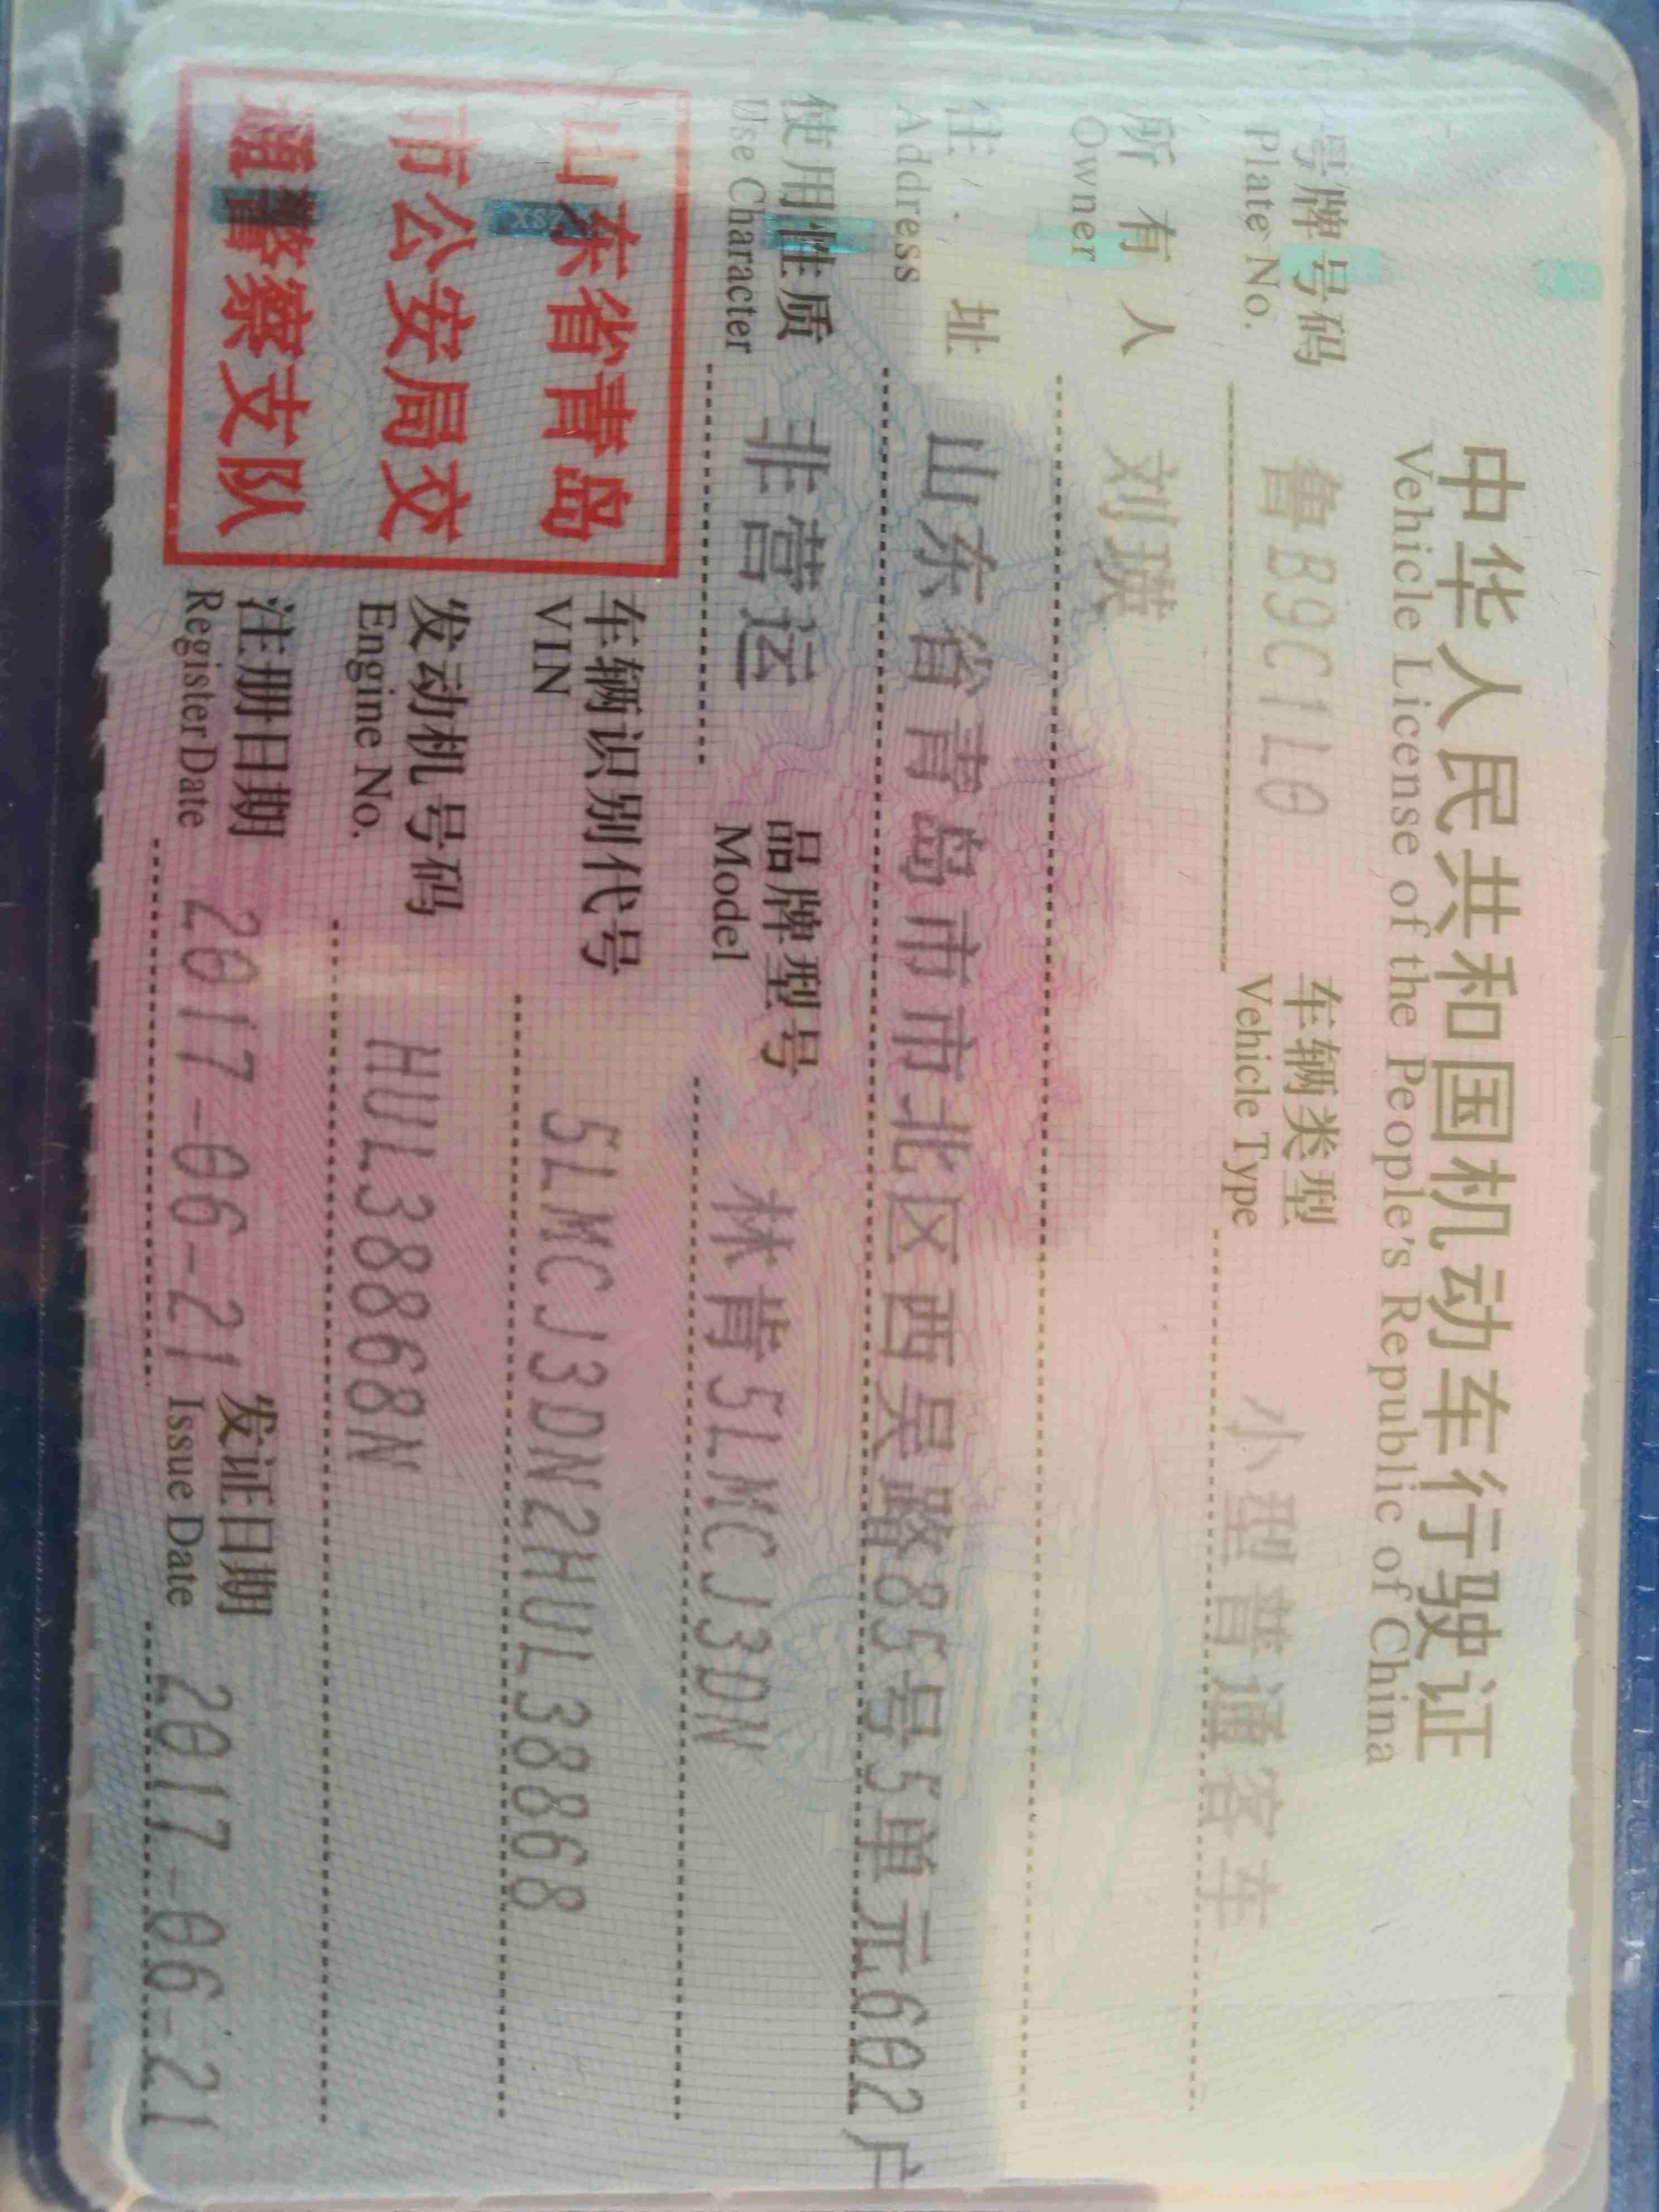 中华人民共和国机动车行驶证
Vehicle License of the People's Republic of China
号牌号码 鲁B9C1L0 车辆类型 小型普通客车
Plate No. Vehicle Type
所有人 刘瑛
Owner
住址 山东省青岛市市北区西吴路85号5单元602户
Address
使用性质 非营运 品牌型号 林肯5LMCJ3DN
Use Character Model
山东省青岛
市公安局交
通警察支队
车辆识别代号 5LMCJ3DN2HUL38868
VIN
发动机号码 HUL38868N
Engine No.
注册日期 2017-06-21 发证日期 2017-06-21
Register Date Issue Date